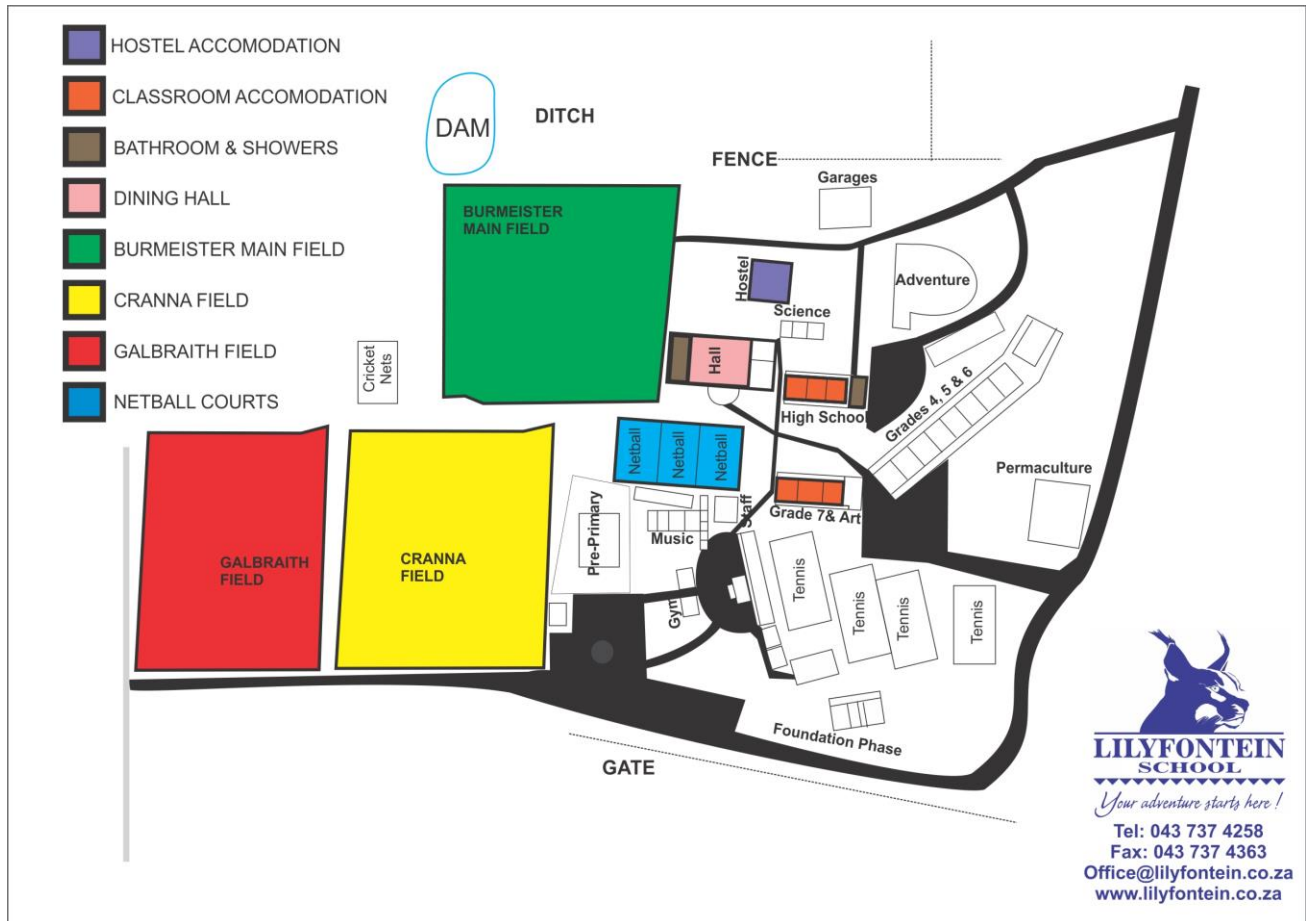 HOSTEL ACCOMODATION
CLASSROOM ACCOMODATION
BATHROOM & SHOWERS
DINING HALL
BURMEISTER MAIN FIELD
CRANNA FIELD
GALBRAITH FIELD
NETBALL COURTS
DAM
DITCH
FENCE
Garages
BURMEISTER
MAIN FIELD
Hostel
Adventure
Science
Cricket
Nets
Hall
High School
Grades 4, 5 & 6
Netball
Netball
Netball
Permaculture
Staff
Grade 7& Art
Music
Pre-Primary
GALBRAITH
FIELD
CRANNA
FIELD
Gym
Tennis
Tennis
Tennis
Tennis
Foundation Phase
GATE
LILYFONTEIN
SCHOOL
Your adventure starts here !
Tel: 043 737 4258
Fax: 043 737 4363
Office@lilyfontein.co.za
www.lilyfontein.co.za